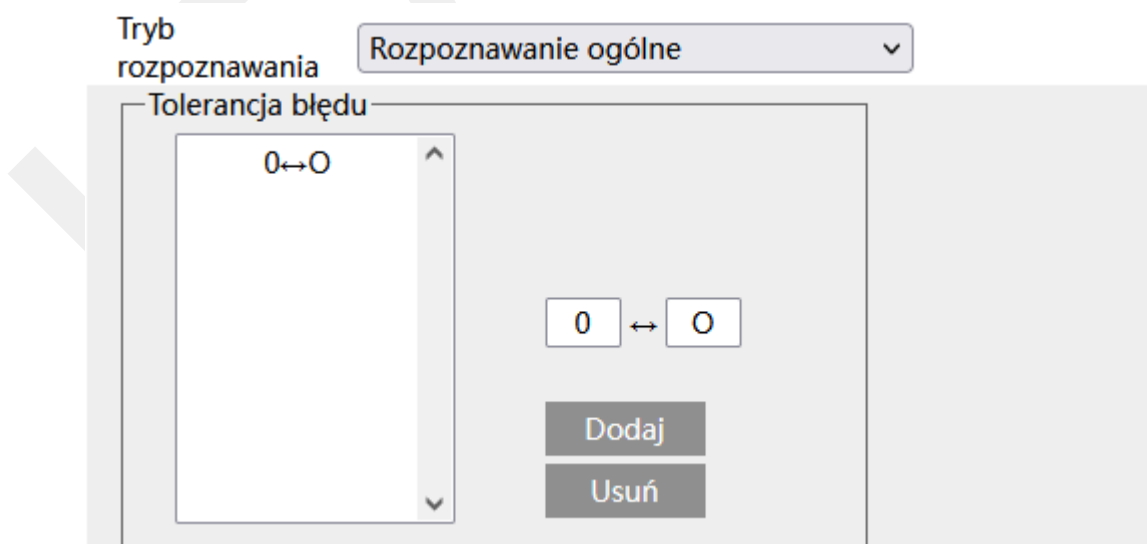 Tryb
rozpoznawania
Rozpoznawanie ogólne
Tolerancja błędu
0↔O
0 ↔ O
Dodaj
Usuń